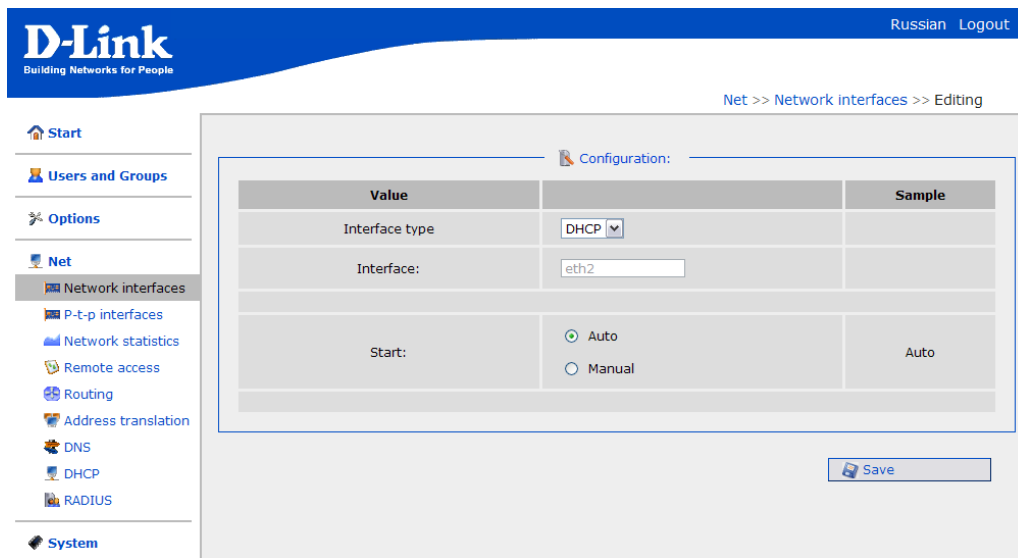 Russian Logout
D-Link
Building Networks for People
Net >> Network interfaces >> Editing
Start
Users and Groups
Options
Net
Network interfaces
P-t-p interfaces
Network statistics
Remote access
Routing
Address translation
DNS
DHCP
RADIUS
System
Configuration:
Value Sample
Interface type DHCP
Interface: eth2
Start: Auto Auto
Manual
Save